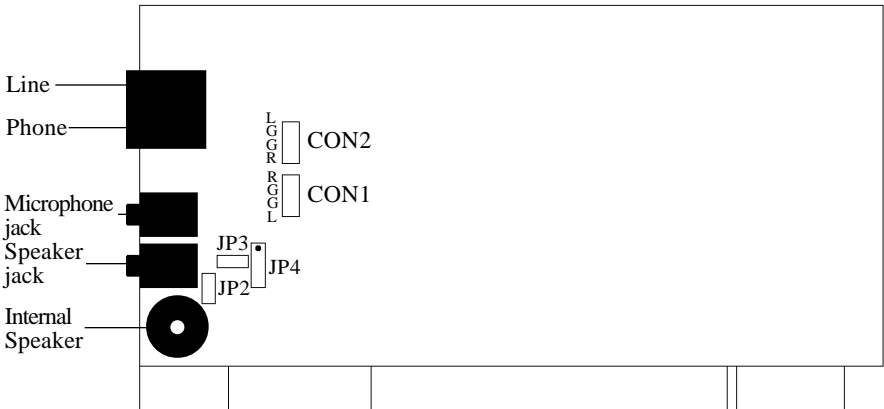 Line
Phone
L
G
G
R
CON2
R
G
G
L
CON1
Microphone
jack
Speaker
jack
JP3
JP4
JP2
Internal
Speaker